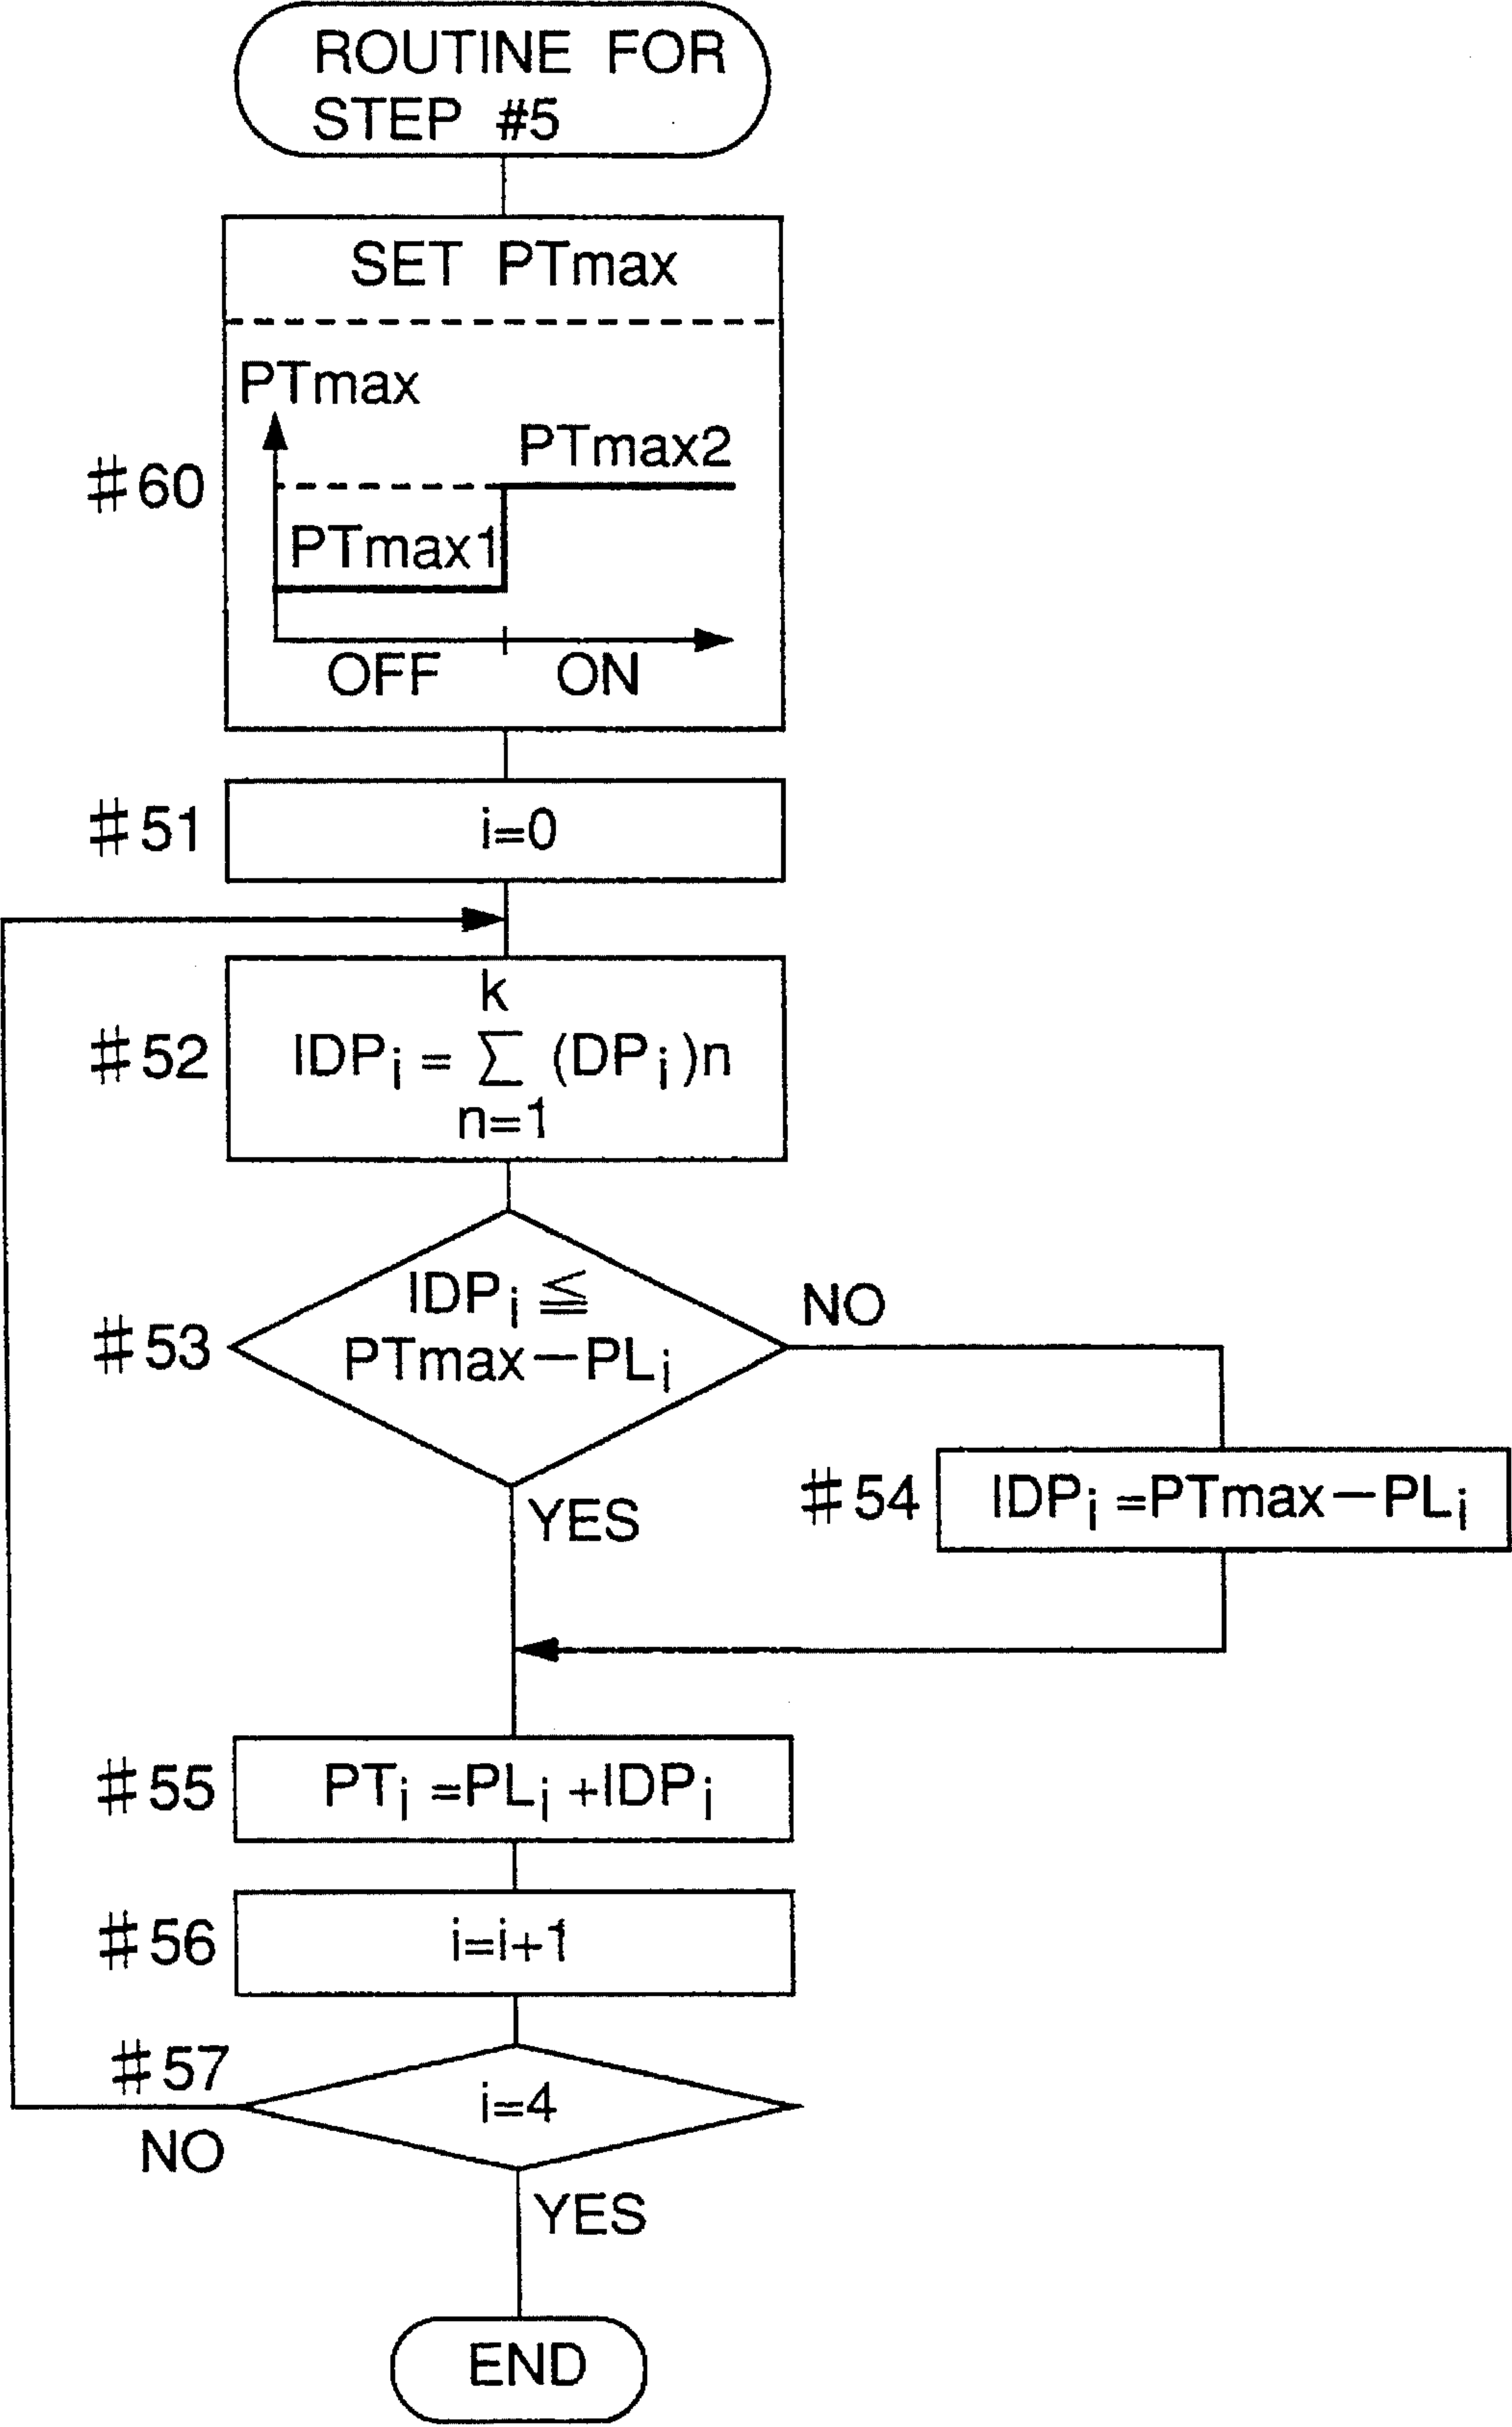 ROUTINE FOR
STEP #5
SET PTmax
PTmax
PTmax2
#60
PTmax1
OFF ON
#51
i=0
k
#52
IDPi = Σ (DPi)n
n=1
IDPi ≦
NO
#53
PTmax−PLi
#54
IDPi =PTmax−PLi
YES
#55
PTi =PLi +IDPi
#56
i=i+1
#57
i=4
NO
YES
END